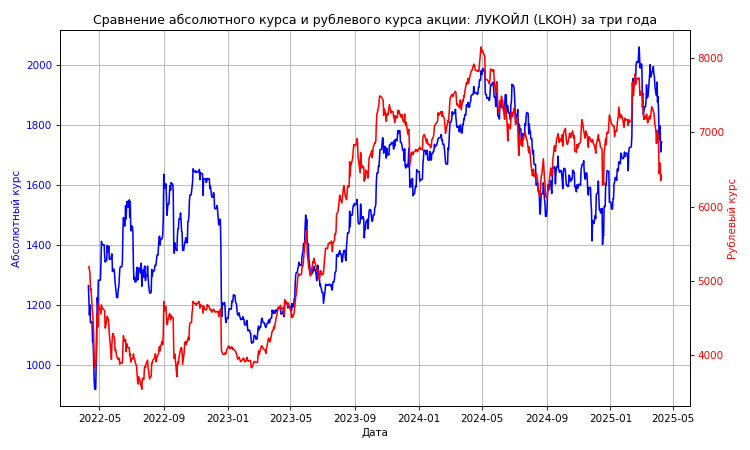 Сравнение абсолютного курса и рублевого курса акции: ЛУКОЙЛ (LKOH) за три года
2000
1800
1600
1400
1200
1000
Абсолютный курс
8000
7000
6000
5000
4000
Рублевый курс
2022-05 2022-09 2023-01 2023-05 2023-09 2024-01 2024-05 2024-09 2025-01 2025-05
Дата